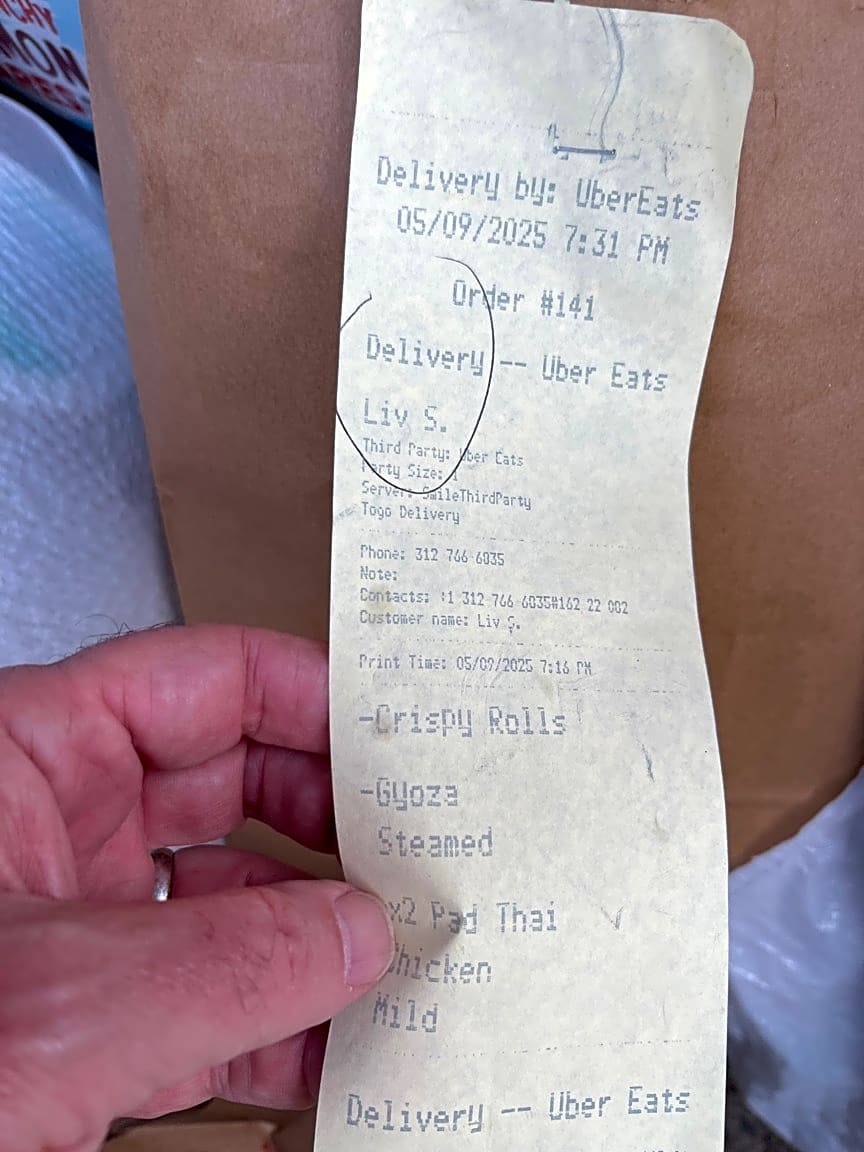 Delivery by: UberEats
05/09/2025 7:31 PM
Order #141
Delivery -- Uber Eats
Liv S.
Third Party: Uber Eats
Party Size:
Server: SmileThirdParty
Togo Delivery
Phone: 312 766-6035
Note:
Contacts: +1 312 766 6035#162 22 002
Customer name: Liv S.
Print Time: 05/09/2025 7:16 PM
-Crispy Rolls
-Gyoza
Steamed
x2 Pad Thai
Chicken
Mild
Delivery -- Uber Eats